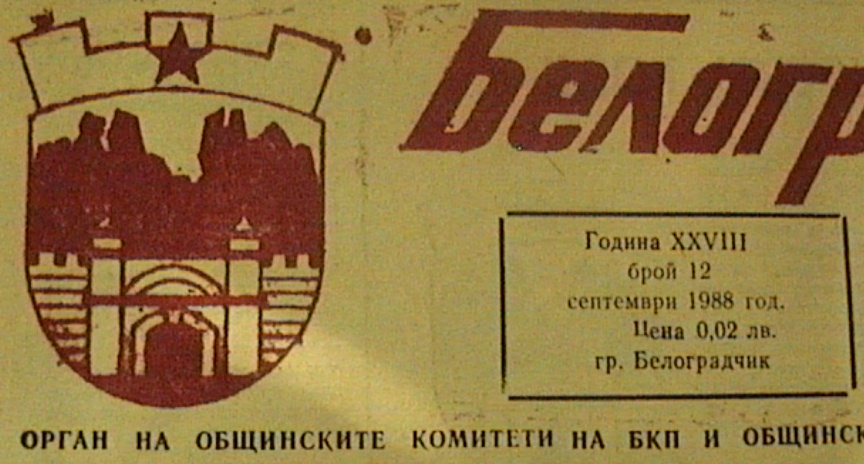 Белогр
Година XXVIII
брой 12
септември 1988 год.
Цена 0,02 лв.
гр. Белоградчик
ОРГАН НА ОБЩИНСКИТЕ КОМИТЕТИ НА БКП И ОБЩИНСК